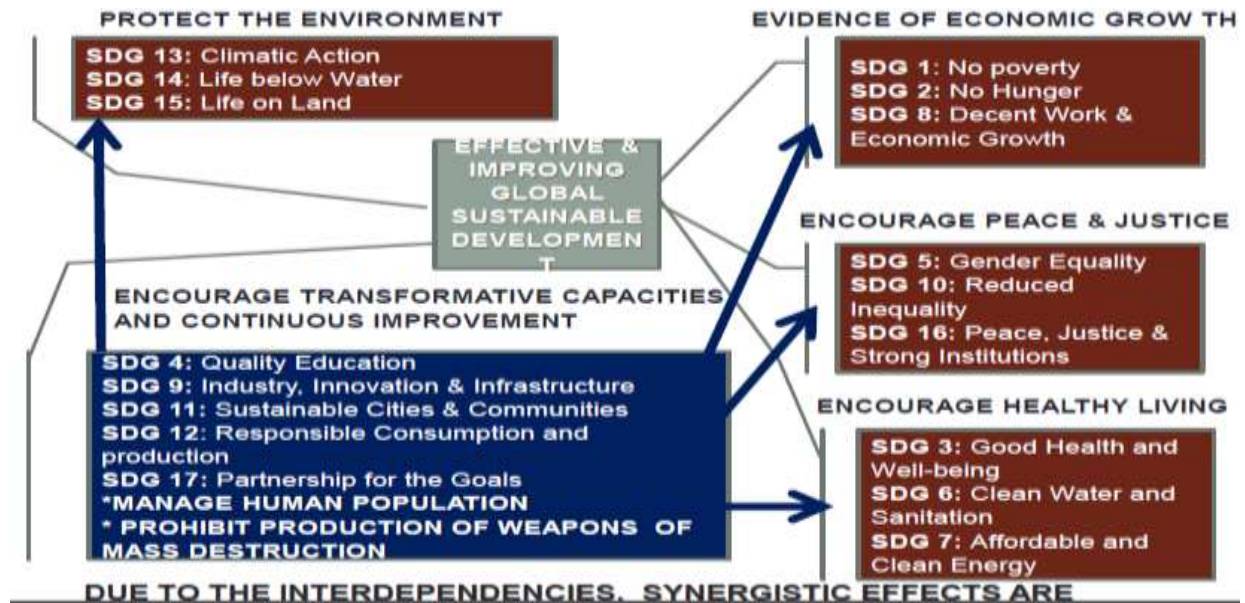 PROTECT THE ENVIRONMENT
SDG 13: Climatic Action
SDG 14: Life below Water
SDG 15: Life on Land
EVIDENCE OF ECONOMIC GROW TH
SDG 1: No poverty
SDG 2: No Hunger
SDG 8: Decent Work &
Economic Growth
EFFECTIVE &
IMPROVING
GLOBAL
SUSTAINABLE
DEVELOPMEN
T
ENCOURAGE PEACE & JUSTICE
SDG 5: Gender Equality
SDG 10: Reduced
Inequality
SDG 16: Peace, Justice &
Strong Institutions
ENCOURAGE TRANSFORMATIVE CAPACITIES
AND CONTINUOUS IMPROVEMENT
SDG 4: Quality Education
SDG 9: Industry, Innovation & Infrastructure
SDG 11: Sustainable Cities & Communities
SDG 12: Responsible Consumption and
production
SDG 17: Partnership for the Goals
*MANAGE HUMAN POPULATION
* PROHIBIT PRODUCTION OF WEAPONS OF
MASS DESTRUCTION
ENCOURAGE HEALTHY LIVING
SDG 3: Good Health and
Well-being
SDG 6: Clean Water and
Sanitation
SDG 7: Affordable and
Clean Energy
DUE TO THE INTERDEPENDENCIES, SYNERGISTIC EFFECTS ARE